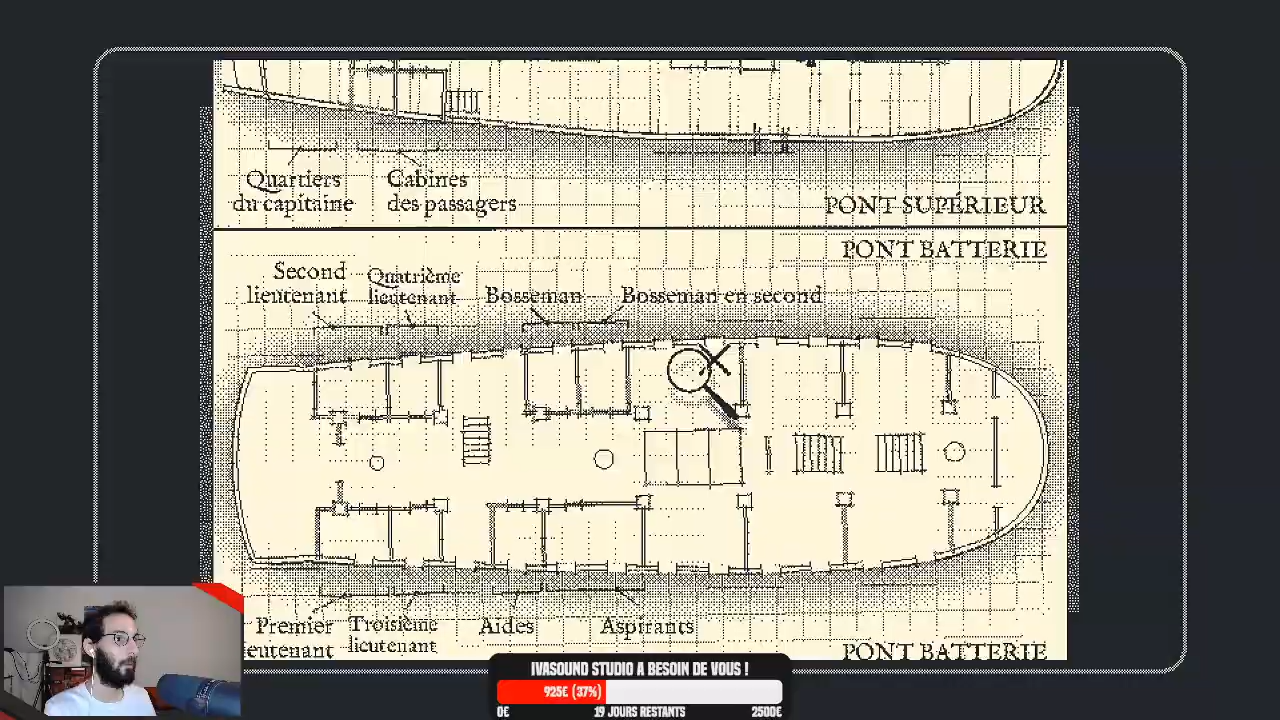 Quartiers
du capitaine
Cabines
des passagers
PONT SUPÉRIEUR
PONT BATTERIE
Second
lieutenant
Quatrième
lieutenant
Bosseman
Bosseman en second
Premier
lieutenant
Troisième
lieutenant
Aides
Aspirants
PONT BATTERIE
IVASOUND STUDIO A BESOIN DE VOUS !
925€ (37%)
0€
19 JOURS RESTANTS
2500€